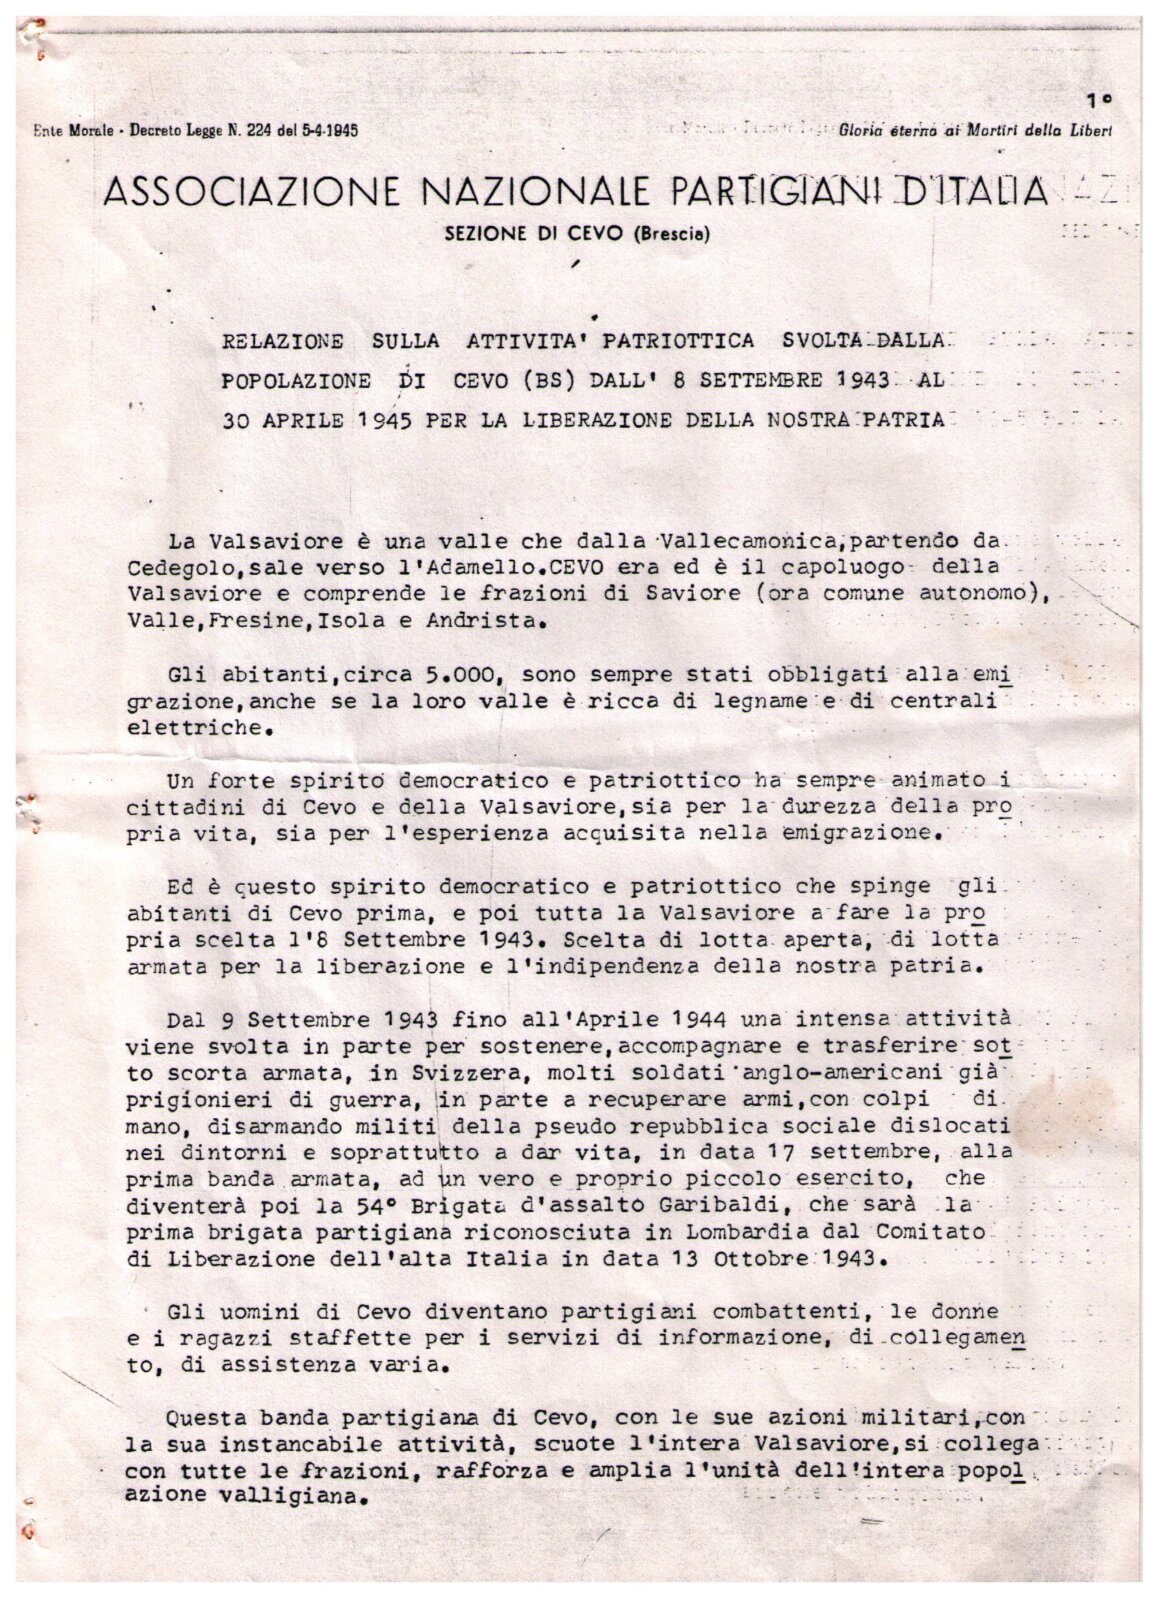 1°
Ente Morale - Decreto Legge N. 224 del 5-4-1945
Gloria eterna ai Martiri della Libert
ASSOCIAZIONE NAZIONALE PARTIGIANI D'ITALIA
SEZIONE DI CEVO (Brescia)
RELAZIONE SULLA ATTIVITA' PATRIOTTICA SVOLTA DALLA
POPOLAZIONE DI CEVO (BS) DALL' 8 SETTEMBRE 1943 AL
30 APRILE 1945 PER LA LIBERAZIONE DELLA NOSTRA PATRIA
La Valsaviore è una valle che dalla Vallecamonica,partendo da
Cedegolo,sale verso l'Adamello.CEVO era ed è il capoluogo della
Valsaviore e comprende le frazioni di Saviore (ora comune autonomo),
Valle,Fresine,Isola e Andrista.
Gli abitanti,circa 5.000, sono sempre stati obbligati alla emi
grazione,anche se la loro valle è ricca di legname e di centrali
elettriche.
Un forte spirito democratico e patriottico ha sempre animato i
cittadini di Cevo e della Valsaviore,sia per la durezza della pro
pria vita, sia per l'esperienza acquisita nella emigrazione.
Ed è questo spirito democratico e patriottico che spinge gli
abitanti di Cevo prima, e poi tutta la Valsaviore a fare la pro
pria scelta l'8 Settembre 1943. Scelta di lotta aperta, di lotta
armata per la liberazione e l'indipendenza della nostra patria.
Dal 9 Settembre 1943 fino all'Aprile 1944 una intensa attività
viene svolta in parte per sostenere,accompagnare e trasferire sot
to scorta armata, in Svizzera, molti soldati anglo-americani già
prigionieri di guerra, in parte a recuperare armi,con colpi di
mano, disarmando militi della pseudo repubblica sociale dislocati
nei dintorni e soprattutto a dar vita, in data 17 settembre, alla
prima banda armata, ad un vero e proprio piccolo esercito, che
diventerà poi la 54° Brigata d'assalto Garibaldi, che sarà la
prima brigata partigiana riconosciuta in Lombardia dal Comitato
di Liberazione dell'alta Italia in data 13 Ottobre 1943.
Gli uomini di Cevo diventano partigiani combattenti, le donne
e i ragazzi staffette per i servizi di informazione, di collegamen
to, di assistenza varia.
Questa banda partigiana di Cevo, con le sue azioni militari,con
la sua instancabile attività, scuote l'intera Valsaviore,si collega
con tutte le frazioni, rafforza e amplia l'unità dell'intera popol
azione valligiana.